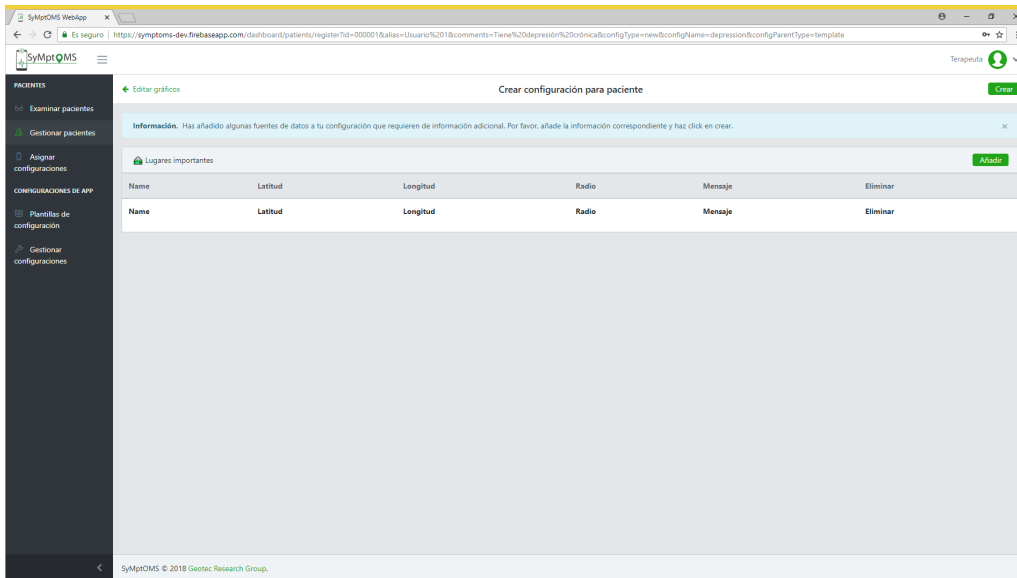 SyMptOMS WebApp
Es seguro
https://symptoms-dev.firebaseapp.com/dashboard/patients/register?id=000001&alias=Usuario%201&comments=Tiene%20depresión%20crónica&configType=new&configName=depression&configParentType=template
SyMptOMS
Terapeuta
PACIENTES
Editar gráficos
Crear configuración para paciente
Crear
Examinar pacientes
Información. Has añadido algunas fuentes de datos a tu configuración que requieren de información adicional. Por favor, añade la información correspondiente y haz click en crear.
Gestionar pacientes
Asignar
configuraciones
Lugares importantes
Añadir
Name Latitud Longitud Radio Mensaje Eliminar
CONFIGURACIONES DE APP
Name Latitud Longitud Radio Mensaje Eliminar
Plantillas de
configuración
Gestionar
configuraciones
SyMptOMS © 2018 Geotec Research Group.